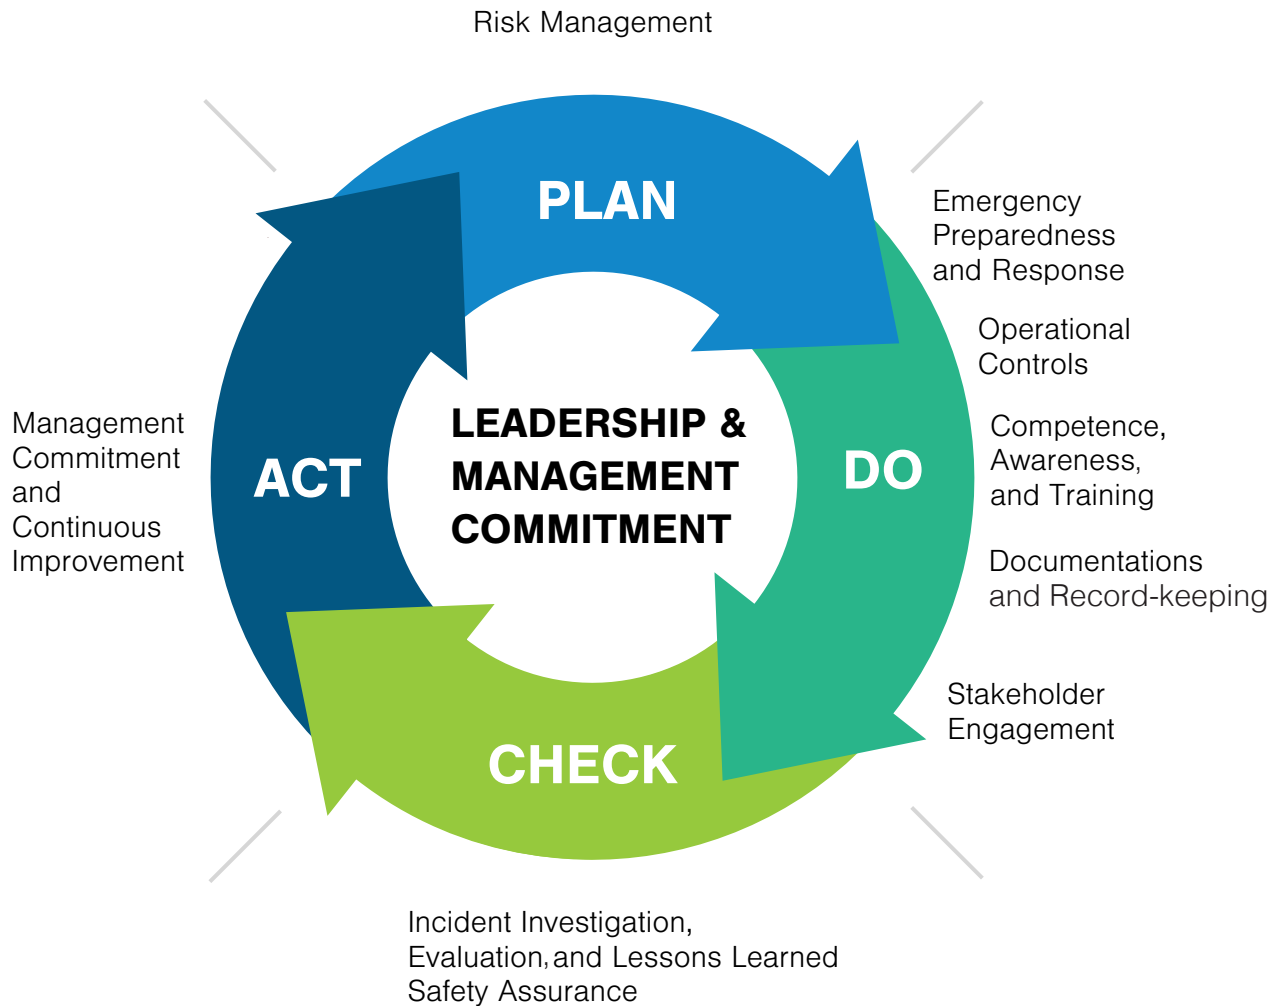 Risk Management
PLAN
Emergency
Preparedness
and Response
Operational
Controls
Competence,
Awareness,
and Training
Documentations
and Record-keeping
Stakeholder
Engagement
DO
LEADERSHIP &
MANAGEMENT
COMMITMENT
ACT
Management
Commitment
and
Continuous
Improvement
CHECK
Incident Investigation,
Evaluation, and Lessons Learned
Safety Assurance